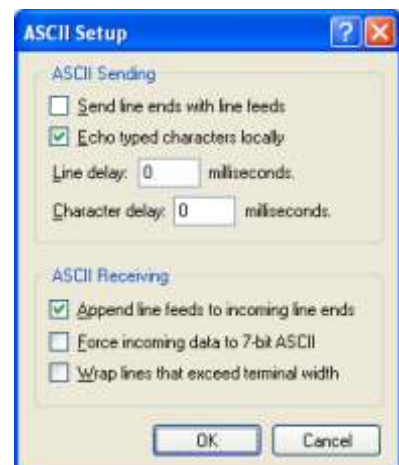 ASCII Setup
ASCII Sending
Send line ends with line feeds
Echo typed characters locally
Line delay: 0 milliseconds.
Character delay: 0 milliseconds.
ASCII Receiving
Append line feeds to incoming line ends
Force incoming data to 7-bit ASCII
Wrap lines that exceed terminal width
OK Cancel